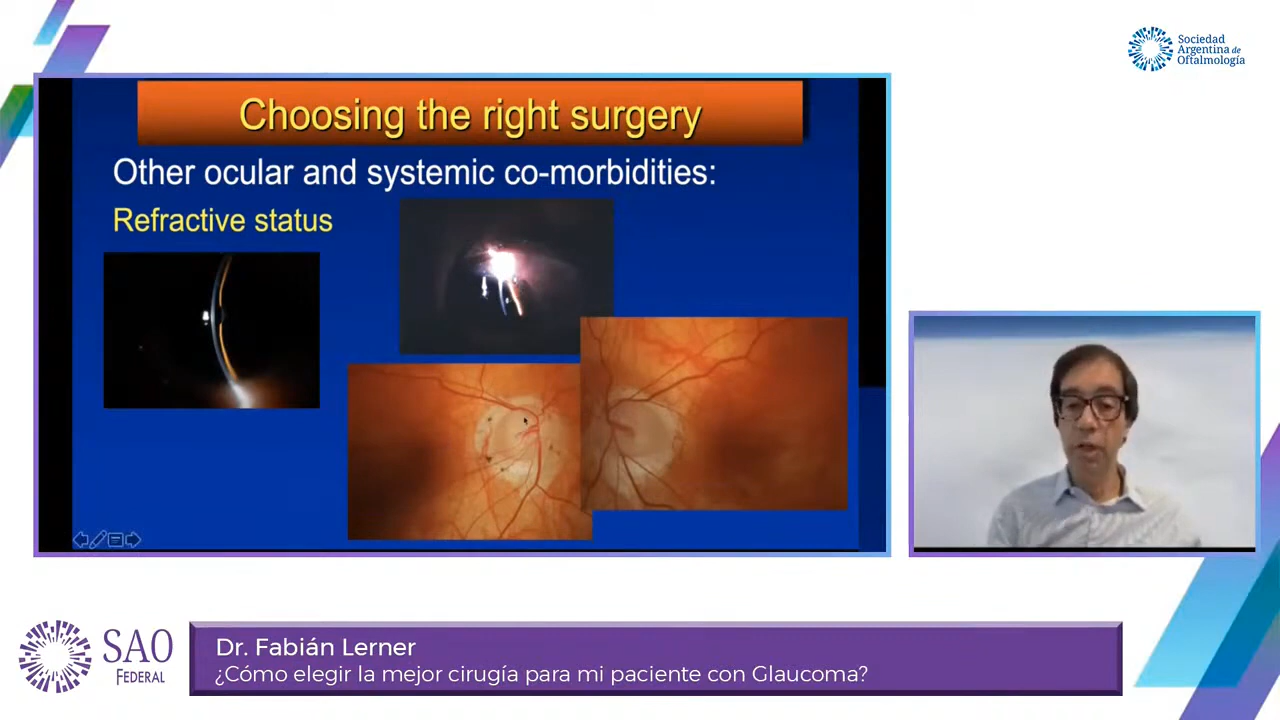 Sociedad
Argentina de
Oftalmología
Choosing the right surgery
Other ocular and systemic co-morbidities:
Refractive status
SAO
FEDERAL
Dr. Fabián Lerner
¿Cómo elegir la mejor cirugía para mi paciente con Glaucoma?